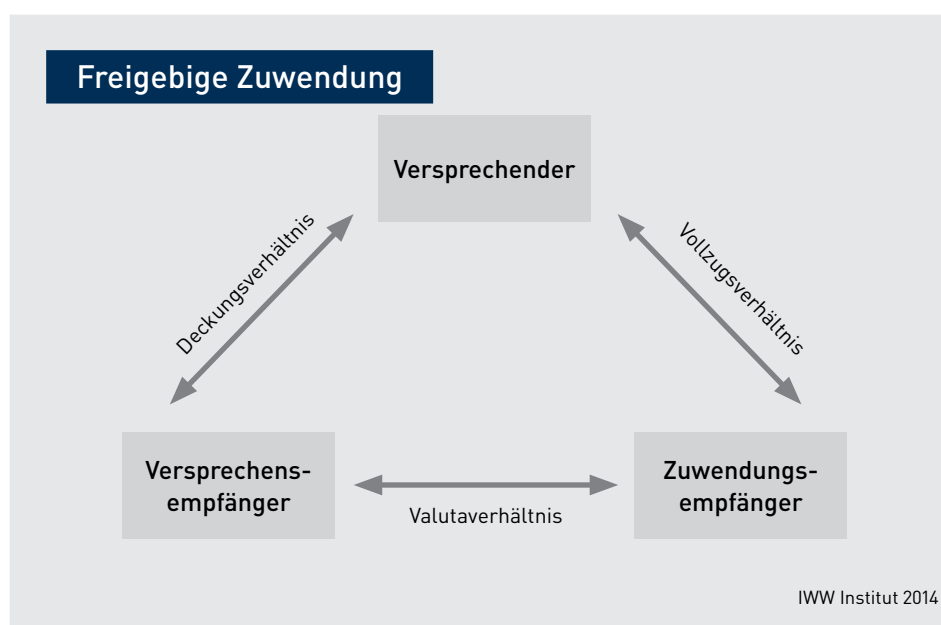 Freigebige Zuwendung
Versprechender
Deckungsverhältnis
Vollzugsverhältnis
Versprechens-
empfänger
Valutaverhältnis
Zuwendungs-
empfänger
IWW Institut 2014